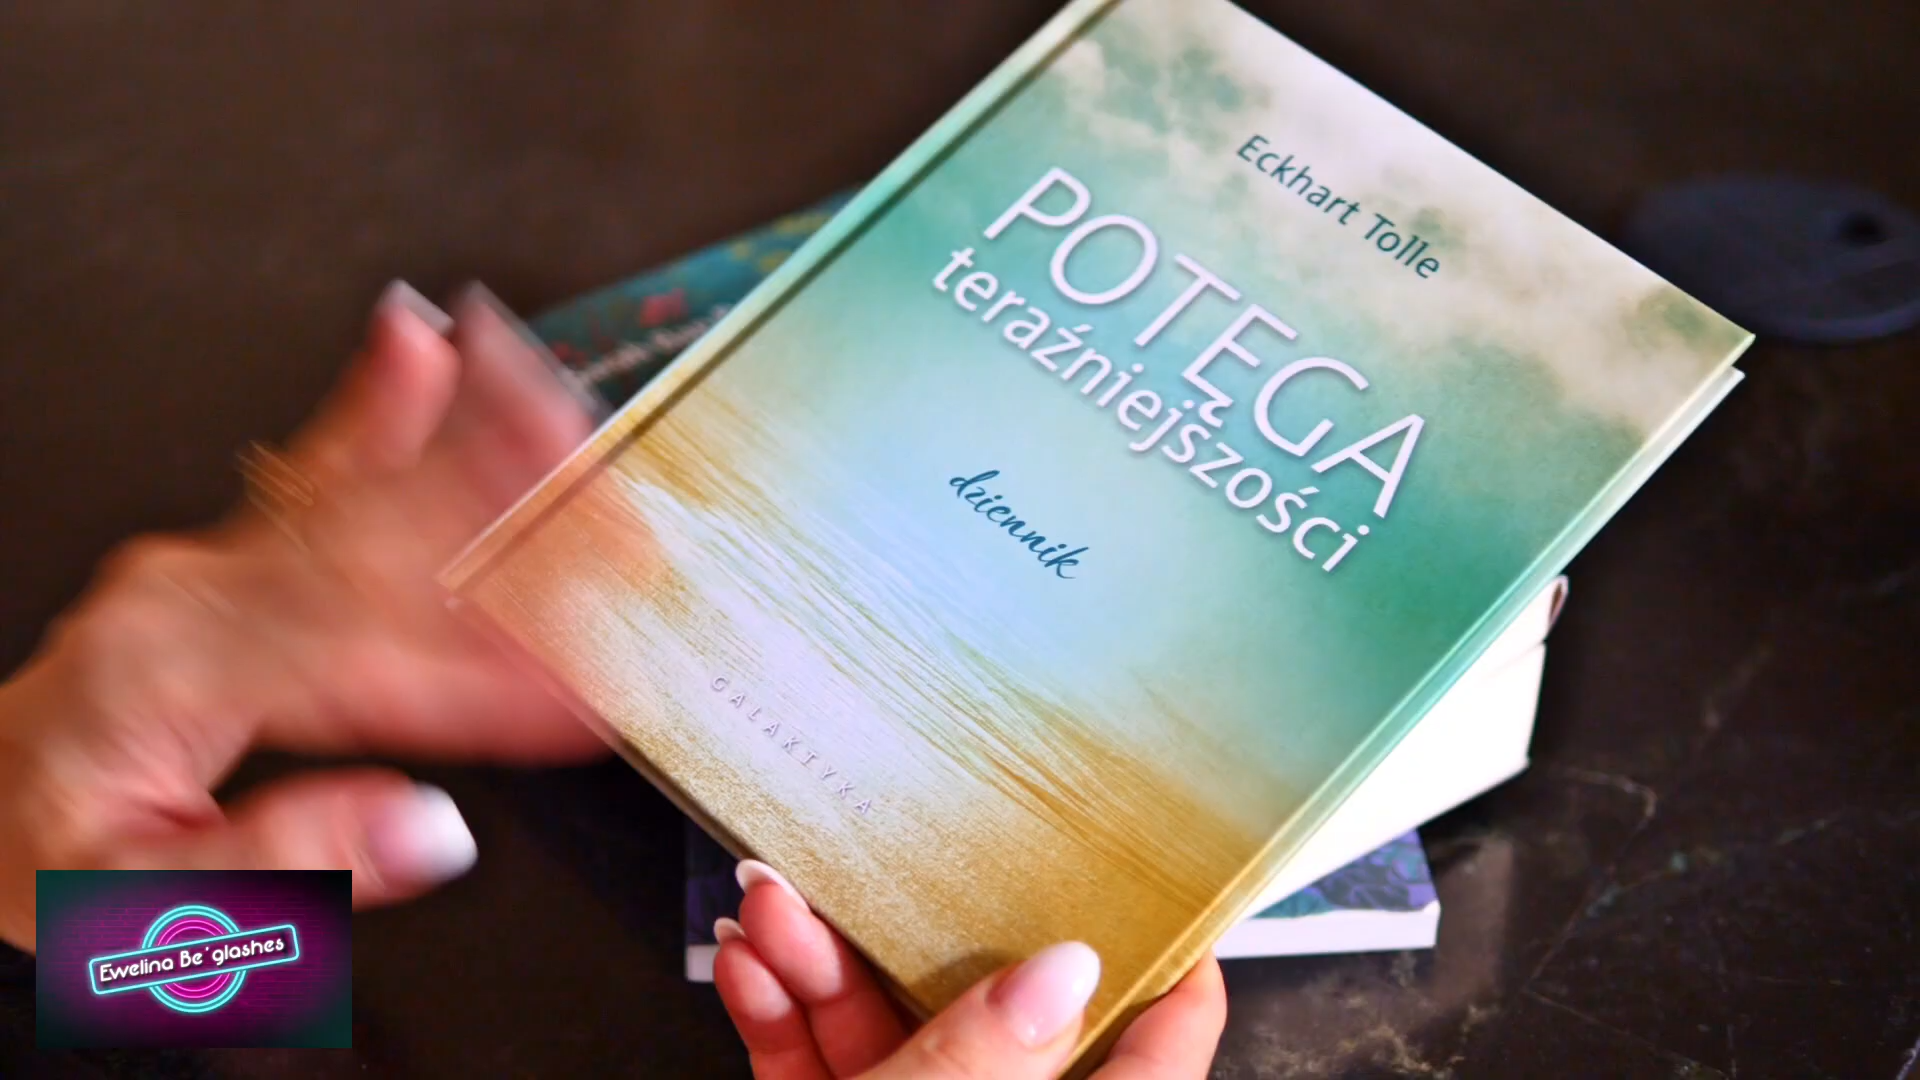 Eckhart Tolle
POTĘGA
teraźniejszości
dziennik
GALAKTYKA
Ewelina Be'glashes